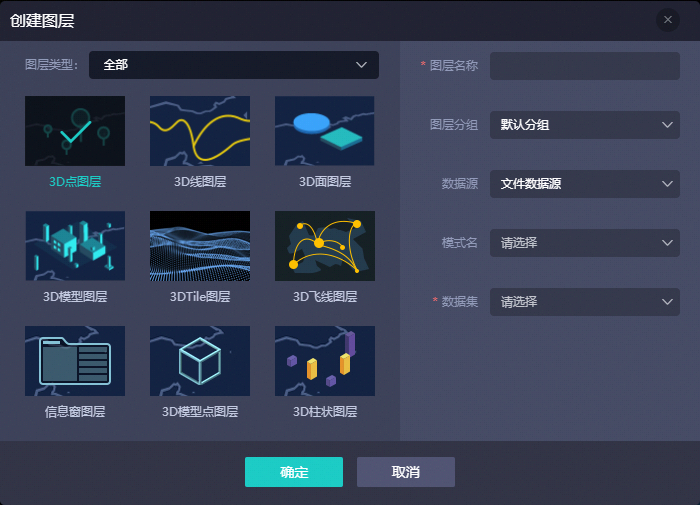 创建图层
图层类型:
全部
3D点图层
3D线图层
3D面图层
3D模型图层
3DTile图层
3D飞线图层
信息窗图层
3D模型点图层
3D柱状图层
* 图层名称
图层分组
默认分组
数据源
文件数据源
模式名
请选择
* 数据集
请选择
确定
取消